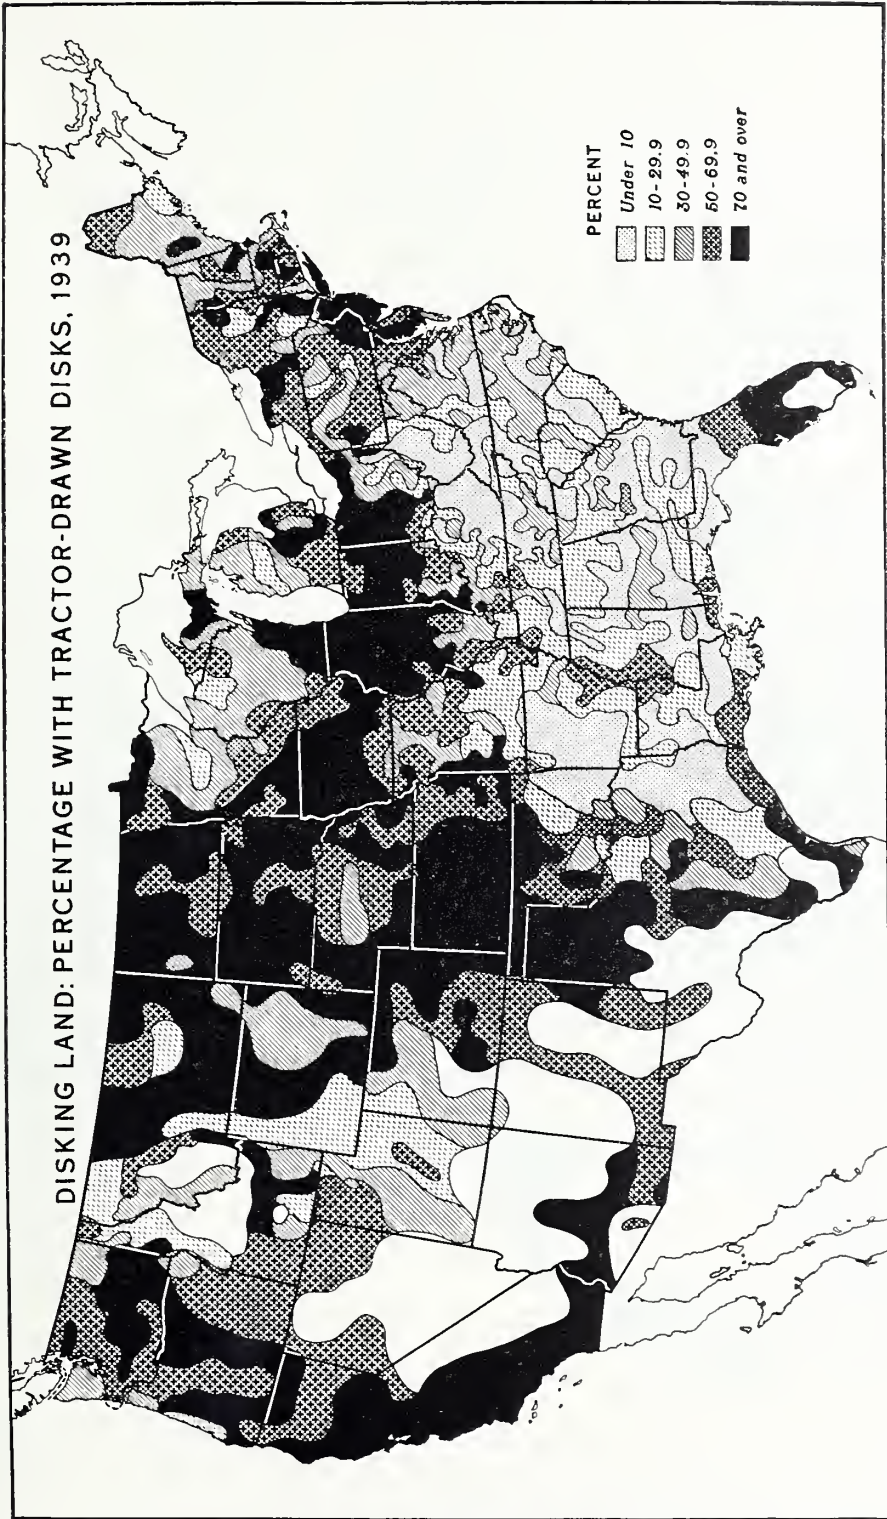 DISKING LAND: PERCENTAGE WITH TRACTOR-DRAWN DISKS, 1939
PERCENT
Under 10
10-29.9
30-49.9
50-69.9
70 and over